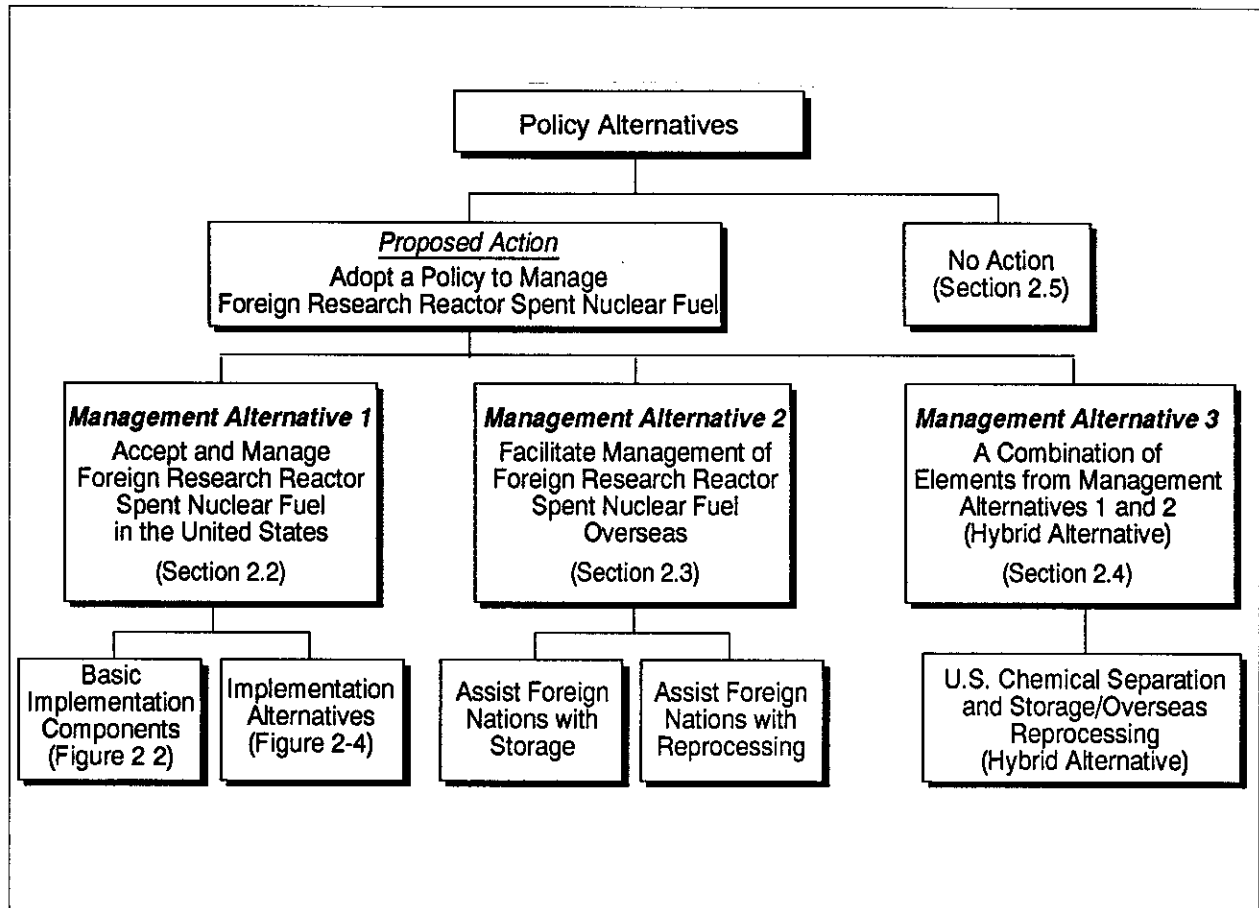 Policy Alternatives
Proposed Action
Adopt a Policy to Manage
Foreign Research Reactor Spent Nuclear Fuel
No Action
(Section 2.5)
Management Alternative 1
Accept and Manage
Foreign Research Reactor
Spent Nuclear Fuel
in the United States
(Section 2.2)
Management Alternative 2
Facilitate Management of
Foreign Research Reactor
Spent Nuclear Fuel
Overseas
(Section 2.3)
Management Alternative 3
A Combination of
Elements from Management
Alternatives 1 and 2
(Hybrid Alternative)
(Section 2.4)
Basic
Implementation
Components
(Figure 2 2)
Implementation
Alternatives
(Figure 2-4)
Assist Foreign
Nations with
Storage
Assist Foreign
Nations with
Reprocessing
U.S. Chemical Separation
and Storage/Overseas
Reprocessing
(Hybrid Alternative)